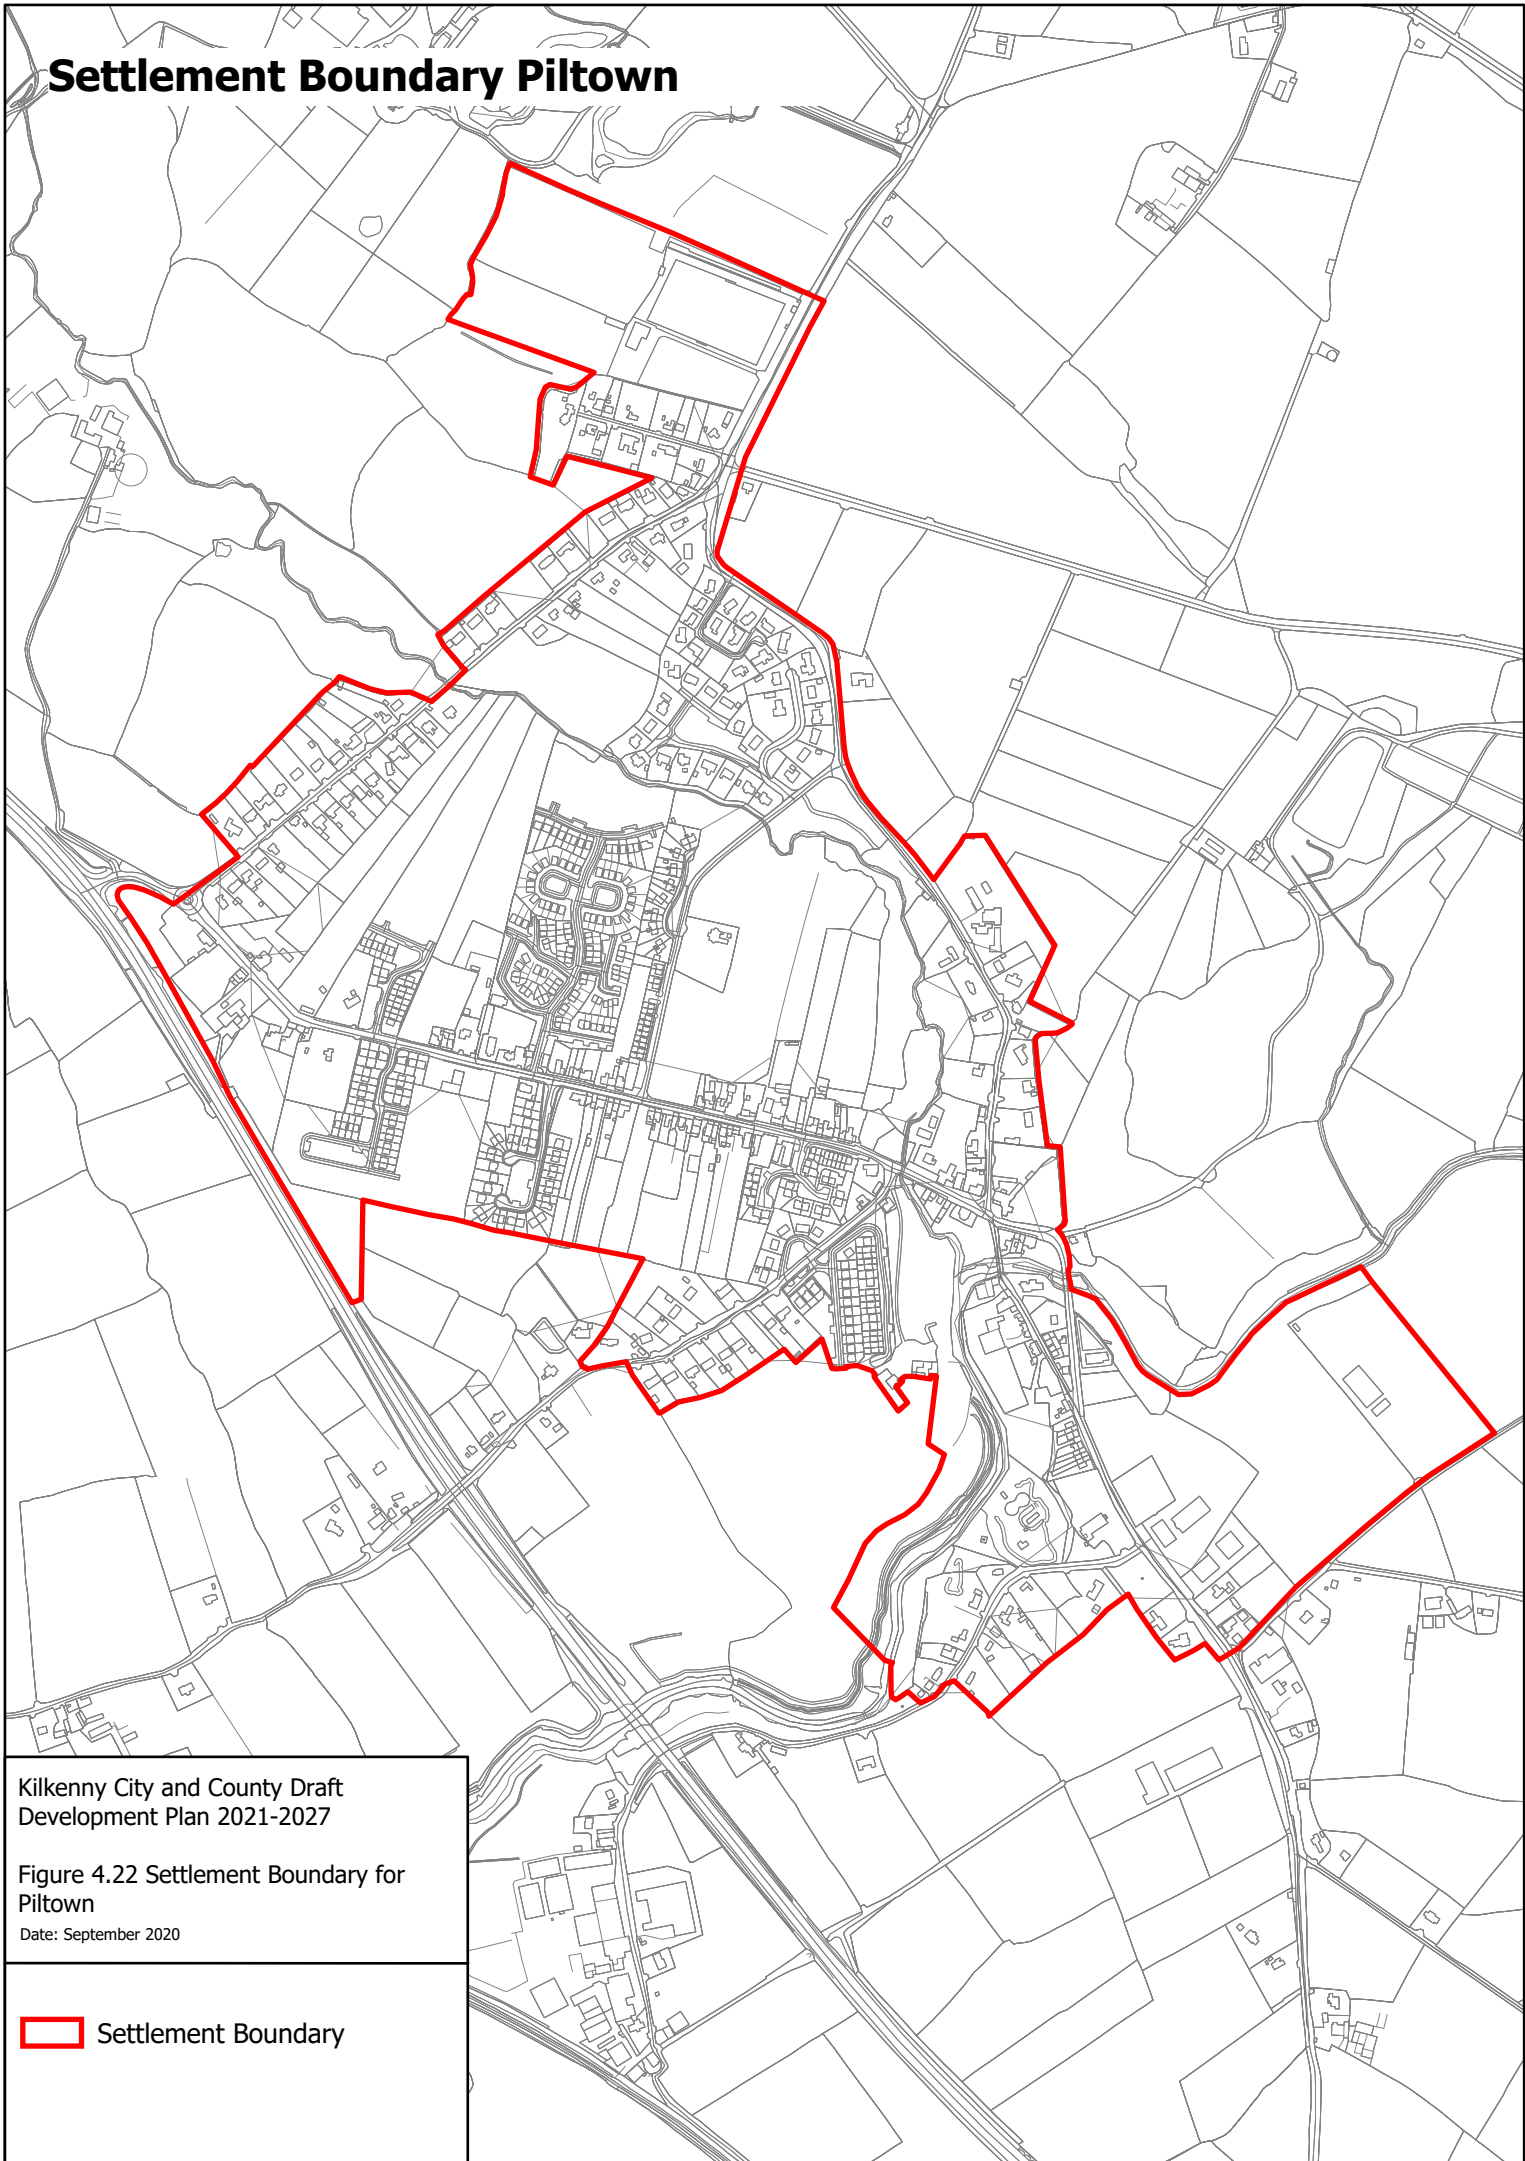 Settlement Boundary Piltown
Kilkenny City and County Draft
Development Plan 2021-2027
Figure 4.22 Settlement Boundary for
Piltown
Date: September 2020
Settlement Boundary